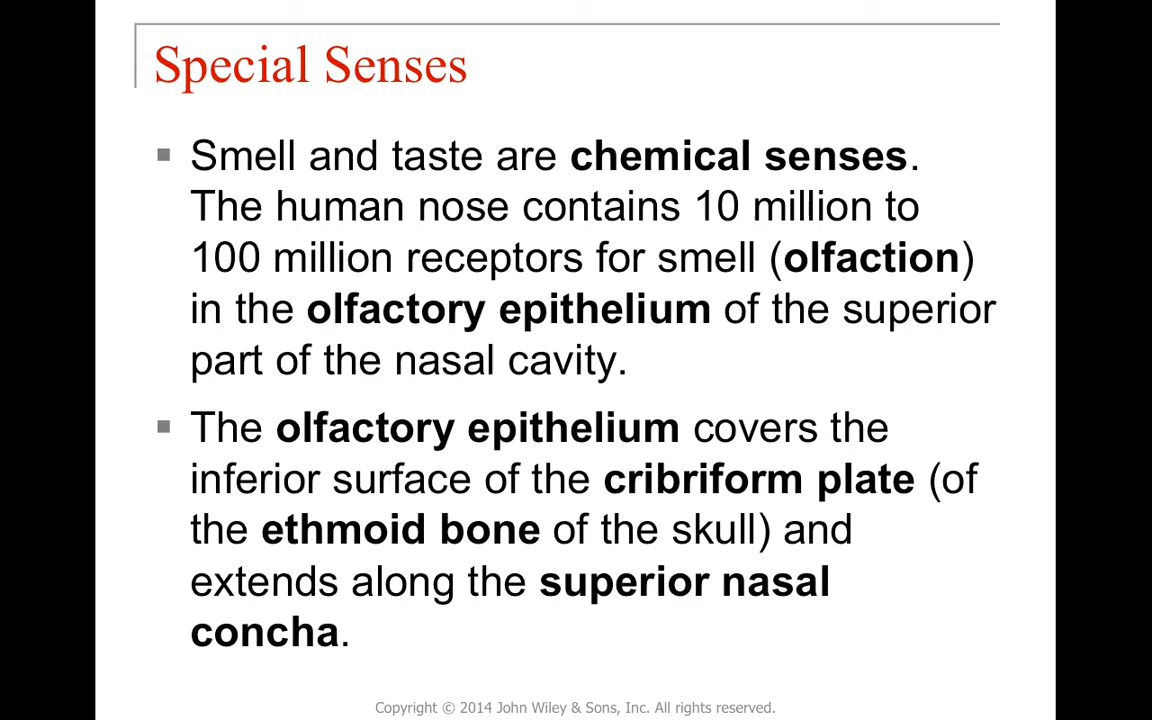 Special Senses
▪ Smell and taste are chemical senses.
The human nose contains 10 million to
100 million receptors for smell (olfaction)
in the olfactory epithelium of the superior
part of the nasal cavity.
▪ The olfactory epithelium covers the
inferior surface of the cribriform plate (of
the ethmoid bone of the skull) and
extends along the superior nasal
concha.
Copyright © 2014 John Wiley & Sons, Inc. All rights reserved.